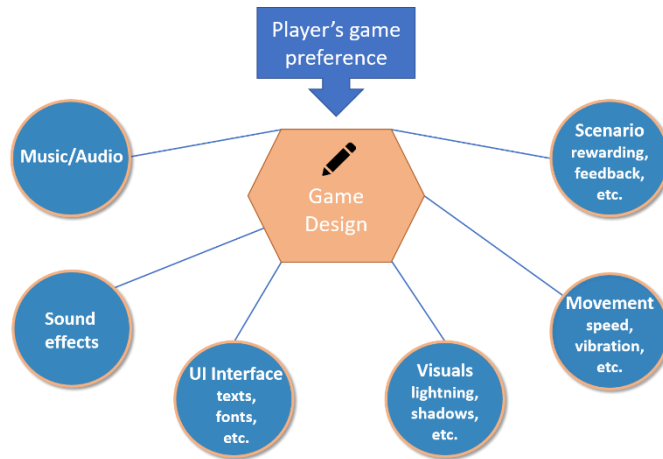 Player's game
preference
Music/Audio
Scenario
rewarding,
feedback,
etc.
Game
Design
Sound
effects
Movement
speed,
vibration,
etc.
UI Interface
texts,
fonts,
etc.
Visuals
lightning,
shadows,
etc.